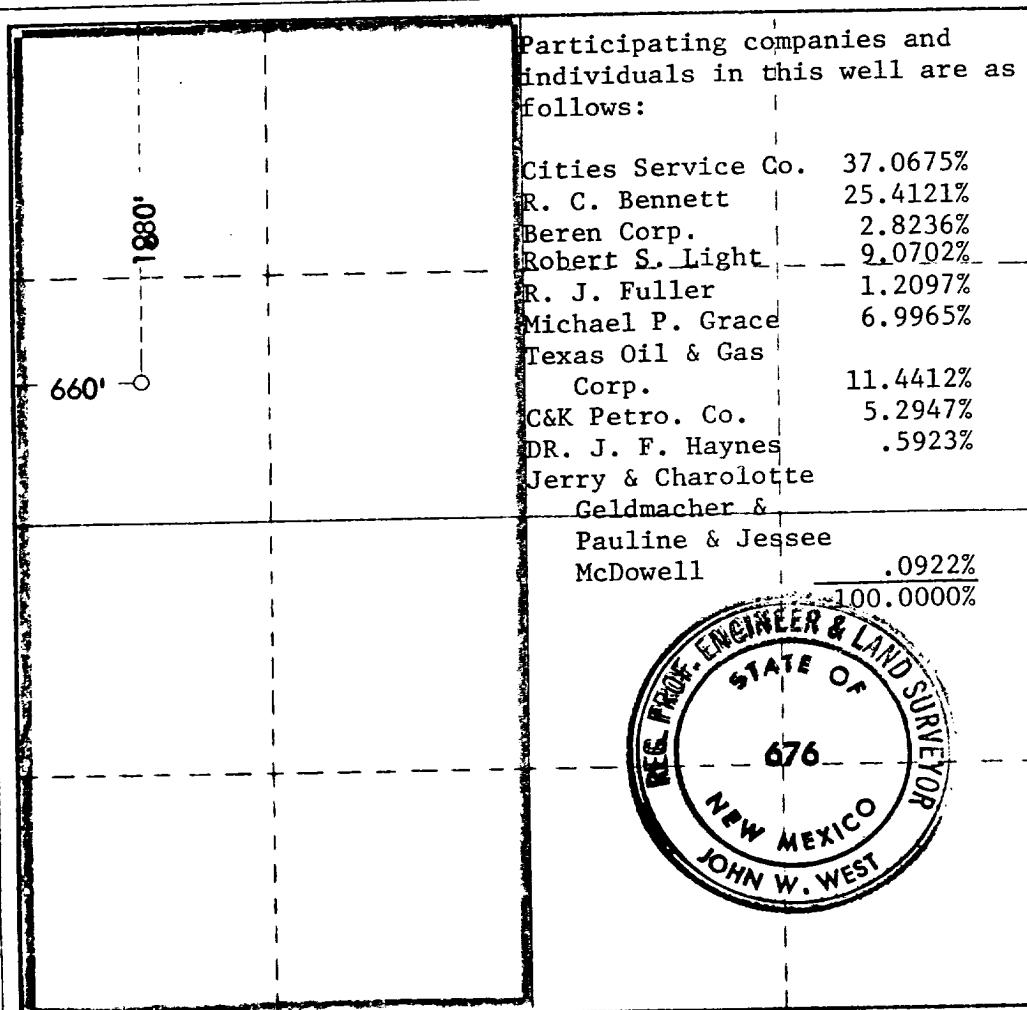 Participating companies and
individuals in this well are as
follows:
Cities Service Co. 37.0675%
R. C. Bennett 25.4121%
Beren Corp. 2.8236%
Robert S. Light 9.0702%
R. J. Fuller 1.2097%
Michael P. Grace 6.9965%
Texas Oil & Gas
Corp. 11.4412%
C&K Petro. Co. 5.2947%
DR. J. F. Haynes .5923%
Jerry & Charolotte
Geldmacher &
Pauline & Jessee
McDowell .0922%
100.0000%
1980'
660'
REG. PROF. ENGINEER & LAND SURVEYOR
STATE OF
676
NEW MEXICO
JOHN W. WEST